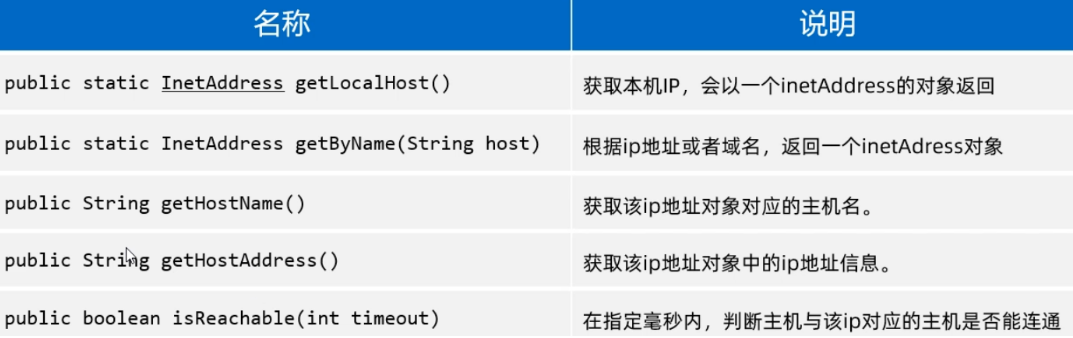 名称 说明
public static InetAddress getLocalHost() 获取本机IP，会以一个inetAddress的对象返回
public static InetAddress getByName(String host) 根据ip地址或者域名，返回一个inetAdress对象
public String getHostName() 获取该ip地址对象对应的主机名。
public String getHostAddress() 获取该ip地址对象中的ip地址信息。
public boolean isReachable(int timeout) 在指定毫秒内，判断主机与该ip对应的主机是否能连通